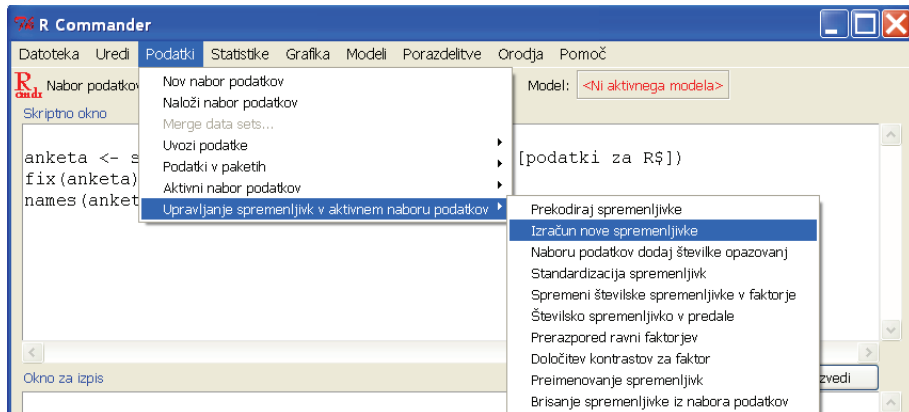 R Commander
Datoteka Uredi Podatki Statistike Grafika Modeli Porazdelitve Orodja Pomoč
R cmdr Nabor podatkov Model: <Ni aktivnega modela>
Skriptno okno
Nov nabor podatkov
Naloži nabor podatkov
Merge data sets...
Uvozi podatke
Podatki v paketih
Aktivni nabor podatkov
Upravljanje spremenljivk v aktivnem naboru podatkov
anketa <- s [podatki za R$])
fix(anketa)
names(anket
Prekodiraj spremenljivke
Izračun nove spremenljivke
Naboru podatkov dodaj številke opazovanj
Standardizacija spremenljivk
Spremeni številske spremenljivke v faktorje
Številsko spremenljivko v predale
Prerazpored ravni faktorjev
Določitev kontrastov za faktor
Preimenovanje spremenljivk
Brisanje spremenljivke iz nabora podatkov
Okno za izpis
zvedi